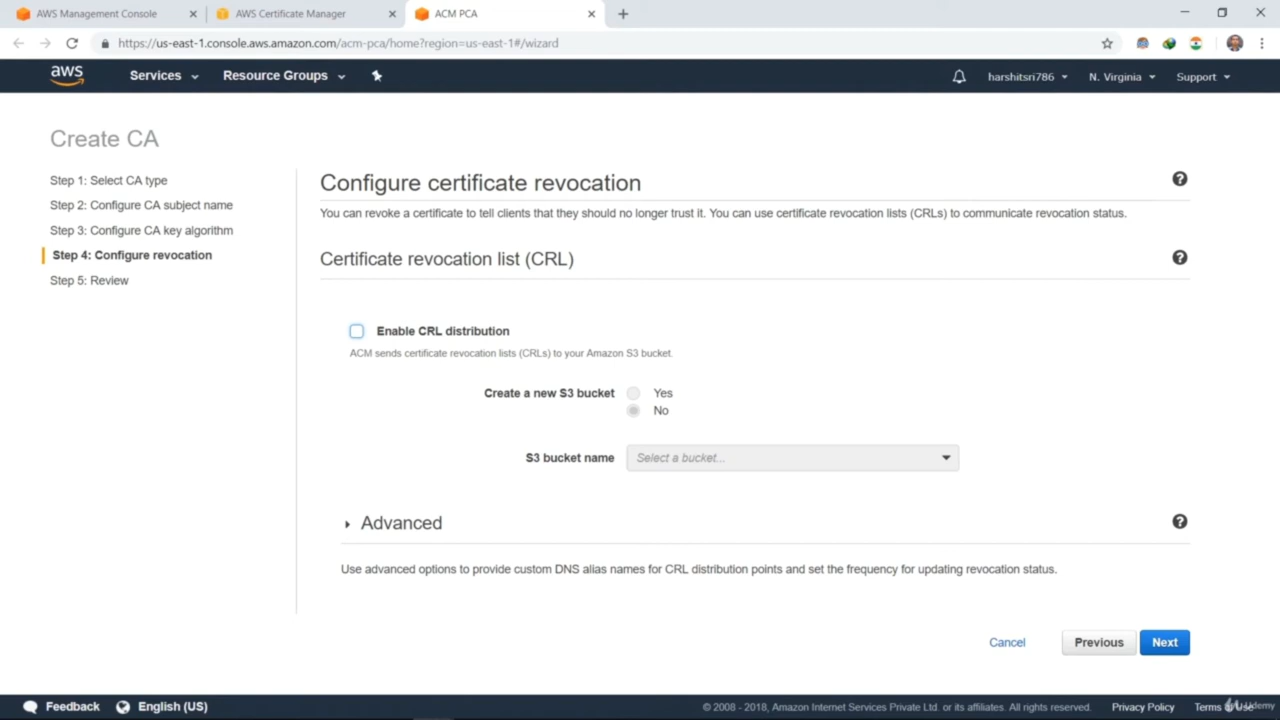 AWS Management Console
AWS Certificate Manager
ACM PCA
https://us-east-1.console.aws.amazon.com/acm-pca/home?region=us-east-1#/wizard
aws
Services
Resource Groups
harshitsri786
N. Virginia
Support
Create CA
Step 1: Select CA type
Step 2: Configure CA subject name
Step 3: Configure CA key algorithm
Step 4: Configure revocation
Step 5: Review
Configure certificate revocation
You can revoke a certificate to tell clients that they should no longer trust it. You can use certificate revocation lists (CRLs) to communicate revocation status.
Certificate revocation list (CRL)
Enable CRL distribution
ACM sends certificate revocation lists (CRLs) to your Amazon S3 bucket.
Create a new S3 bucket
Yes
No
S3 bucket name
Select a bucket...
Advanced
Use advanced options to provide custom DNS alias names for CRL distribution points and set the frequency for updating revocation status.
Cancel
Previous
Next
Feedback
English (US)
© 2008 - 2018, Amazon Internet Services Private Ltd. or its affiliates. All rights reserved.
Privacy Policy
Terms of Use
Udemy